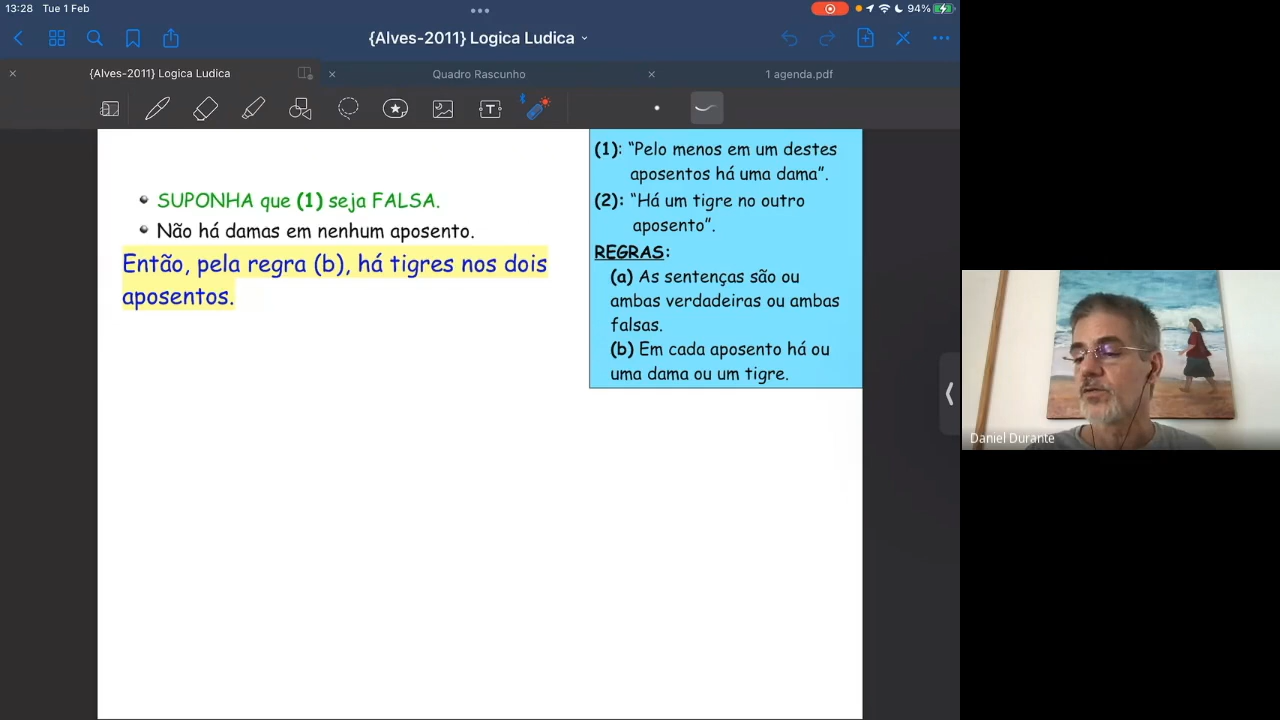 13:28 Tue 1 Feb
94%
{Alves-2011} Logica Ludica
{Alves-2011} Logica Ludica
Quadro Rascunho
1 agenda.pdf
SUPONHA que (1) seja FALSA.
Não há damas em nenhum aposento.
Então, pela regra (b), há tigres nos dois
aposentos.
(1): “Pelo menos em um destes
aposentos há uma dama”.
(2): “Há um tigre no outro
aposento”.
REGRAS:
(a) As sentenças são ou
ambas verdadeiras ou ambas
falsas.
(b) Em cada aposento há ou
uma dama ou um tigre.
Daniel Durante